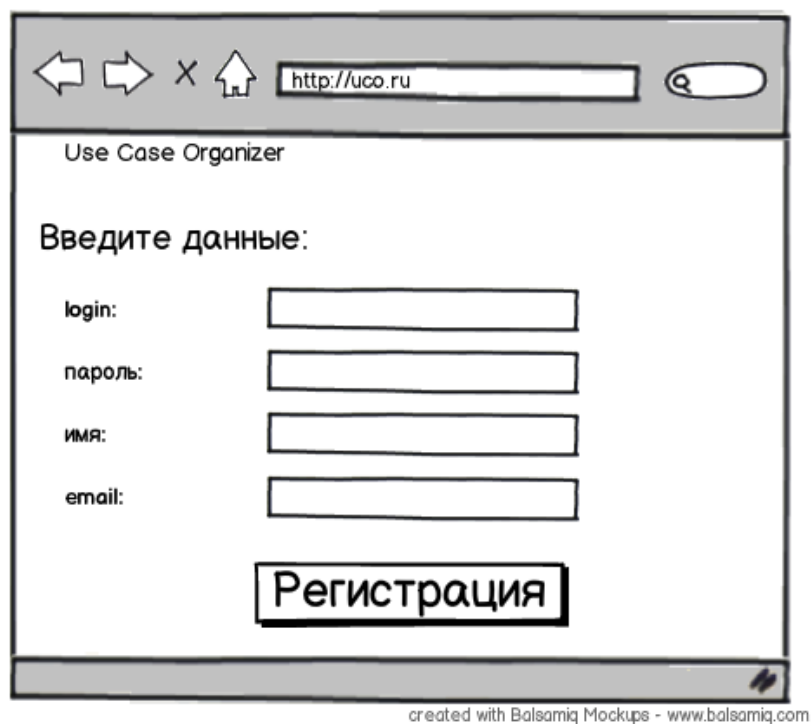 http://uco.ru
Use Case Organizer
Введите данные:
login:
пароль:
имя:
email:
Регистрация
created with Balsamiq Mockups - www.balsamiq.com